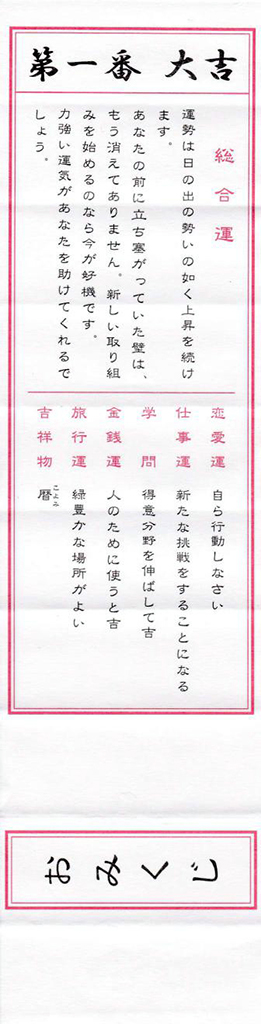 第一番 大吉
総合運
運勢は日の出の勢いの如く上昇を続け
ます。
あなたの前に立ち塞がっていた壁は、
もう消えてありません。新しい取り組
みを始めるのなら今が好機です。
力強い運気があなたを助けてくれるで
しょう。
恋愛運 自ら行動しなさい
仕事運 新たな挑戦をすることになる
学問 得意分野を伸ばして吉
金銭運 人のために使うと吉
旅行運 緑豊かな場所がよい
吉祥物 暦
こよみ
おみくじ